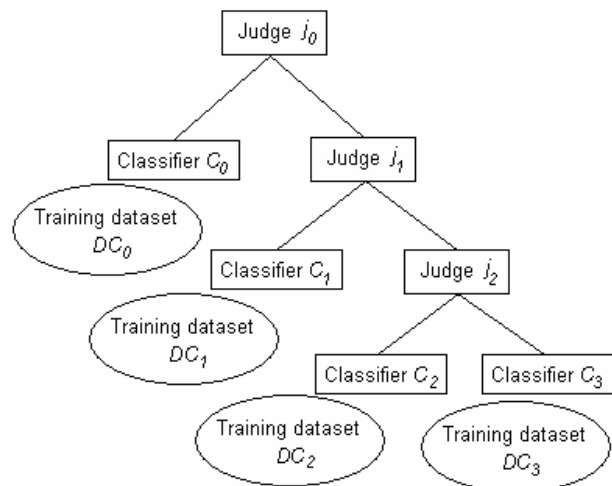 Judge j0
Classifier C0
Judge j1
Training dataset
DC0
Classifier C1
Judge j2
Training dataset
DC1
Classifier C2
Classifier C3
Training dataset
DC2
Training dataset
DC3